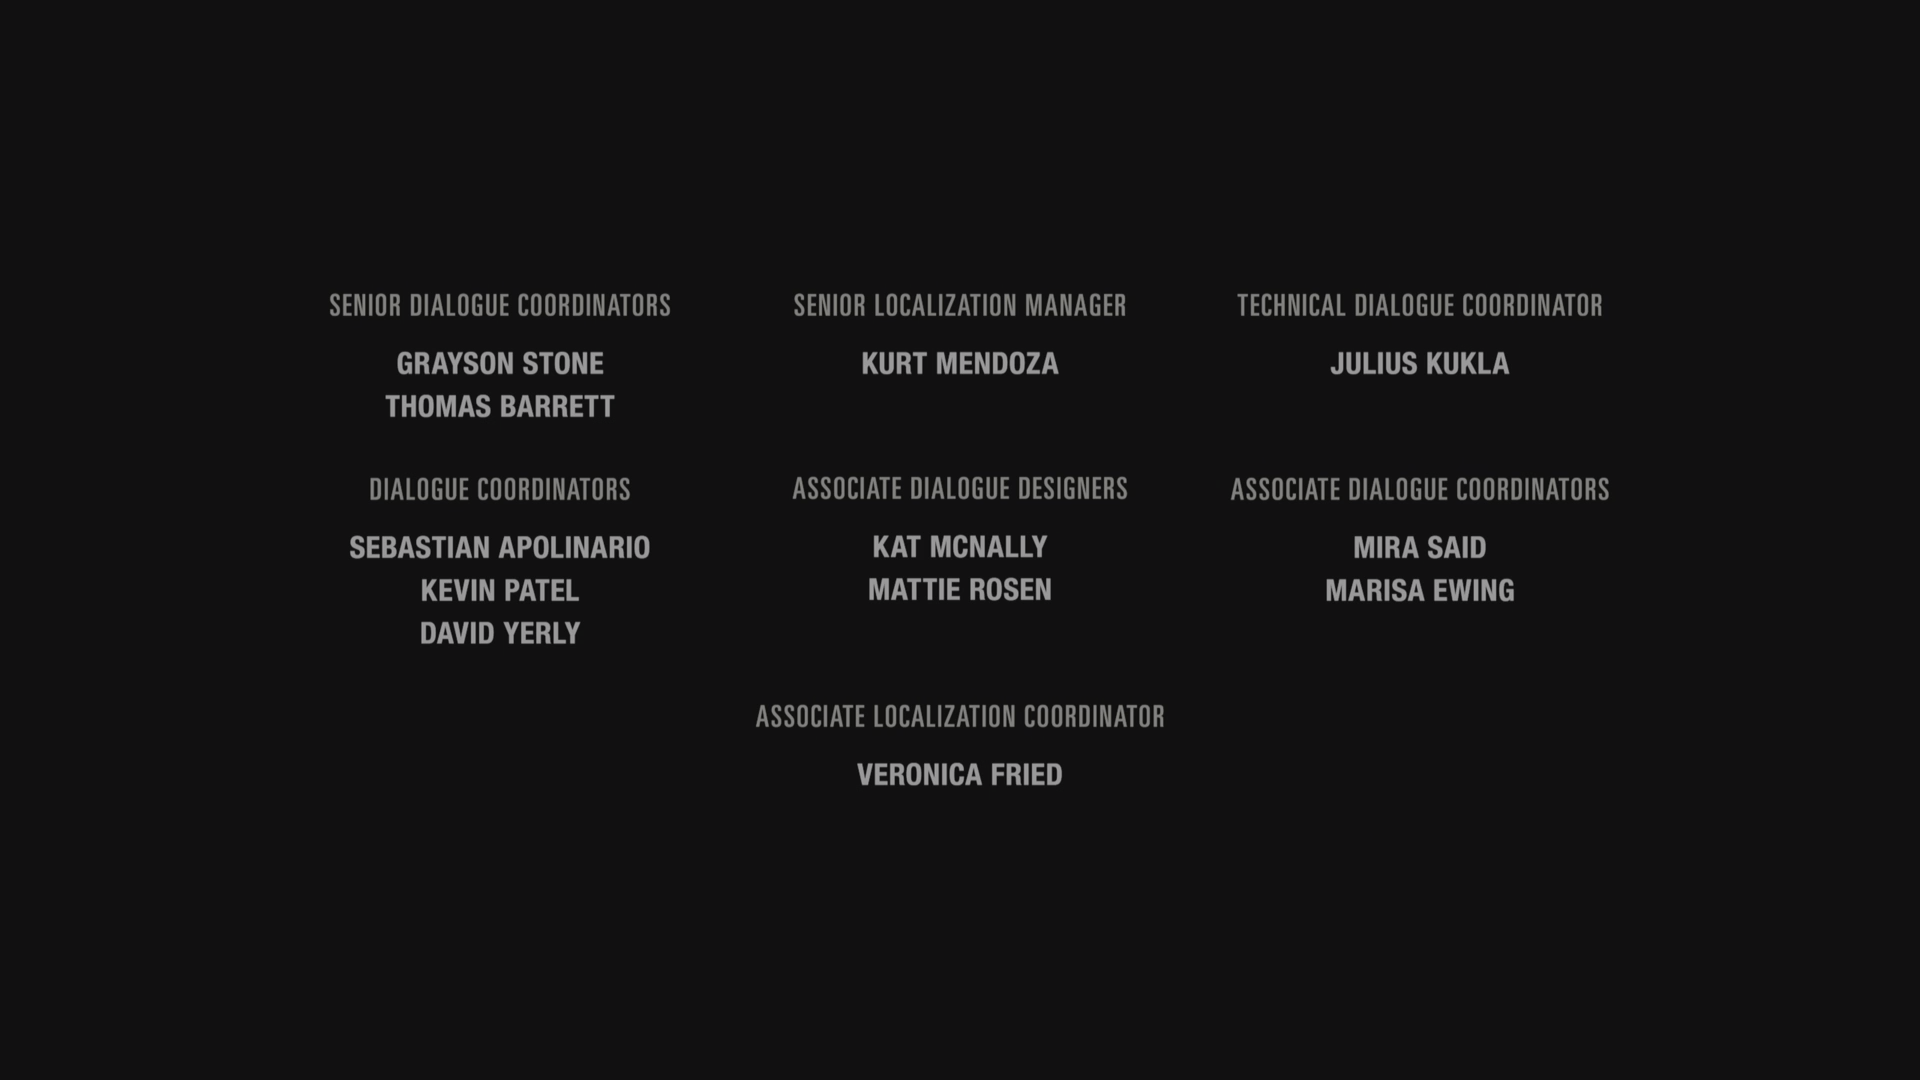 SENIOR DIALOGUE COORDINATORS
GRAYSON STONE
THOMAS BARRETT
SENIOR LOCALIZATION MANAGER
KURT MENDOZA
TECHNICAL DIALOGUE COORDINATOR
JULIUS KUKLA
DIALOGUE COORDINATORS
SEBASTIAN APOLINARIO
KEVIN PATEL
DAVID YERLY
ASSOCIATE DIALOGUE DESIGNERS
KAT MCNALLY
MATTIE ROSEN
ASSOCIATE DIALOGUE COORDINATORS
MIRA SAID
MARISA EWING
ASSOCIATE LOCALIZATION COORDINATOR
VERONICA FRIED